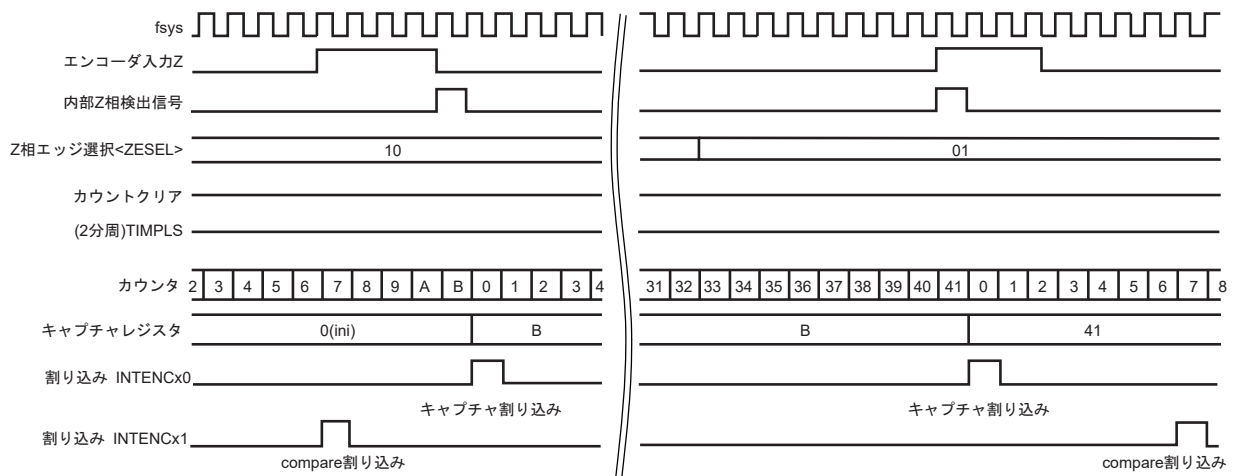 fsys
エンコーダ入力Z
内部Z相検出信号
Z相エッジ選択<ZESEL> 10 01
カウントクリア
(2分周)TIMPLS
カウンタ 2 3 4 5 6 7 8 9 A B 0 1 2 3 4 31 32 33 34 35 36 37 38 39 40 41 0 1 2 3 4 5 6 7 8
キャプチャレジスタ 0(ini) B B 41
割り込み INTENCx0
キャプチャ割り込み キャプチャ割り込み
割り込み INTENCx1
compare割り込み compare割り込み